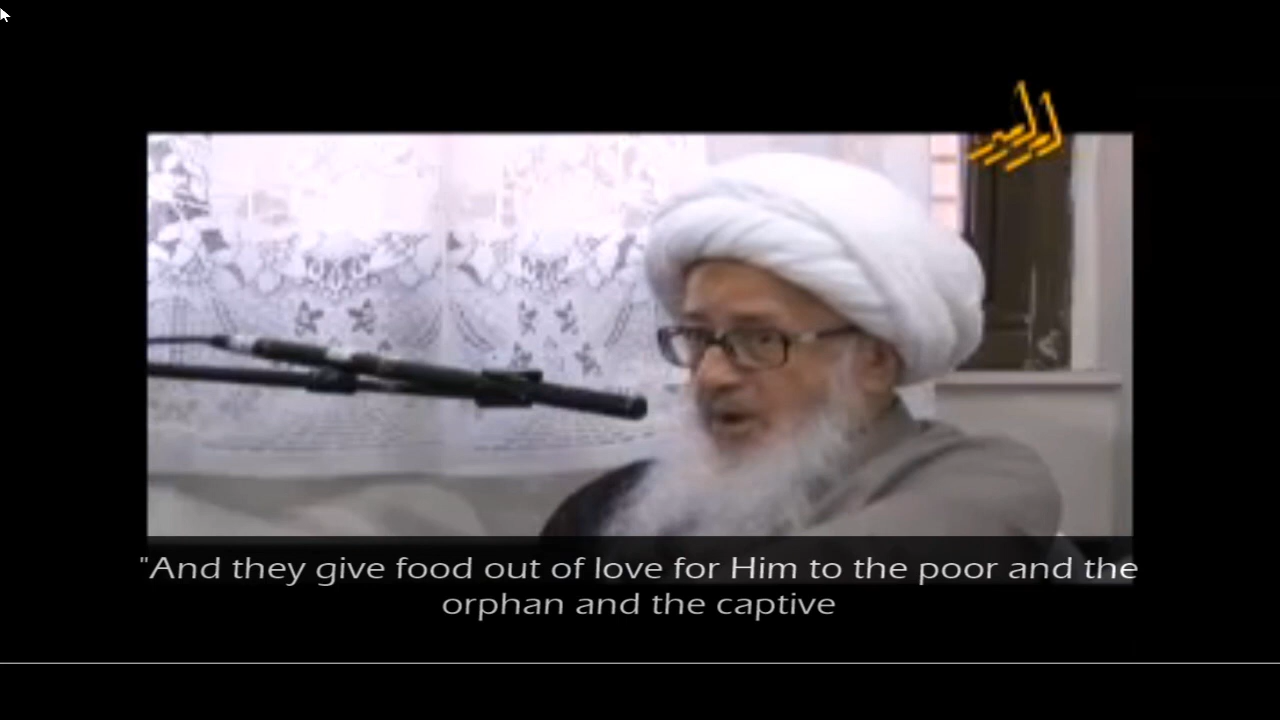 "And they give food out of love for Him to the poor and the
orphan and the captive